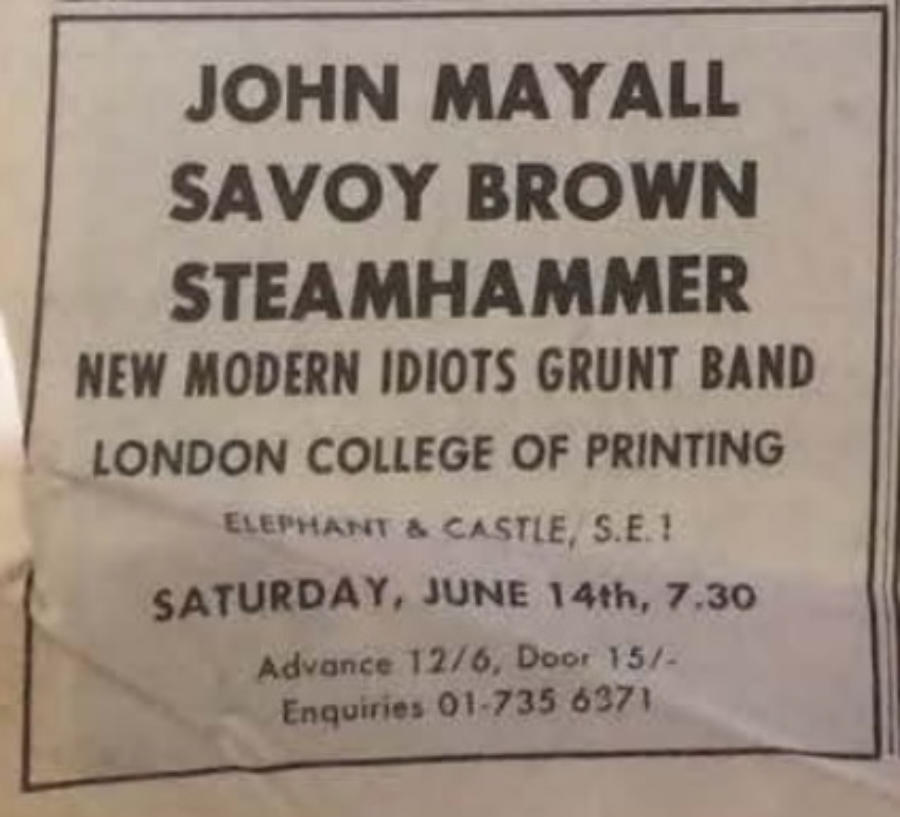 JOHN MAYALL
SAVOY BROWN
STEAMHAMMER
NEW MODERN IDIOTS GRUNT BAND
LONDON COLLEGE OF PRINTING
ELEPHANT & CASTLE, S.E.1
SATURDAY, JUNE 14th, 7.30
Advance 12/6, Door 15/-
Enquiries 01-735 6371